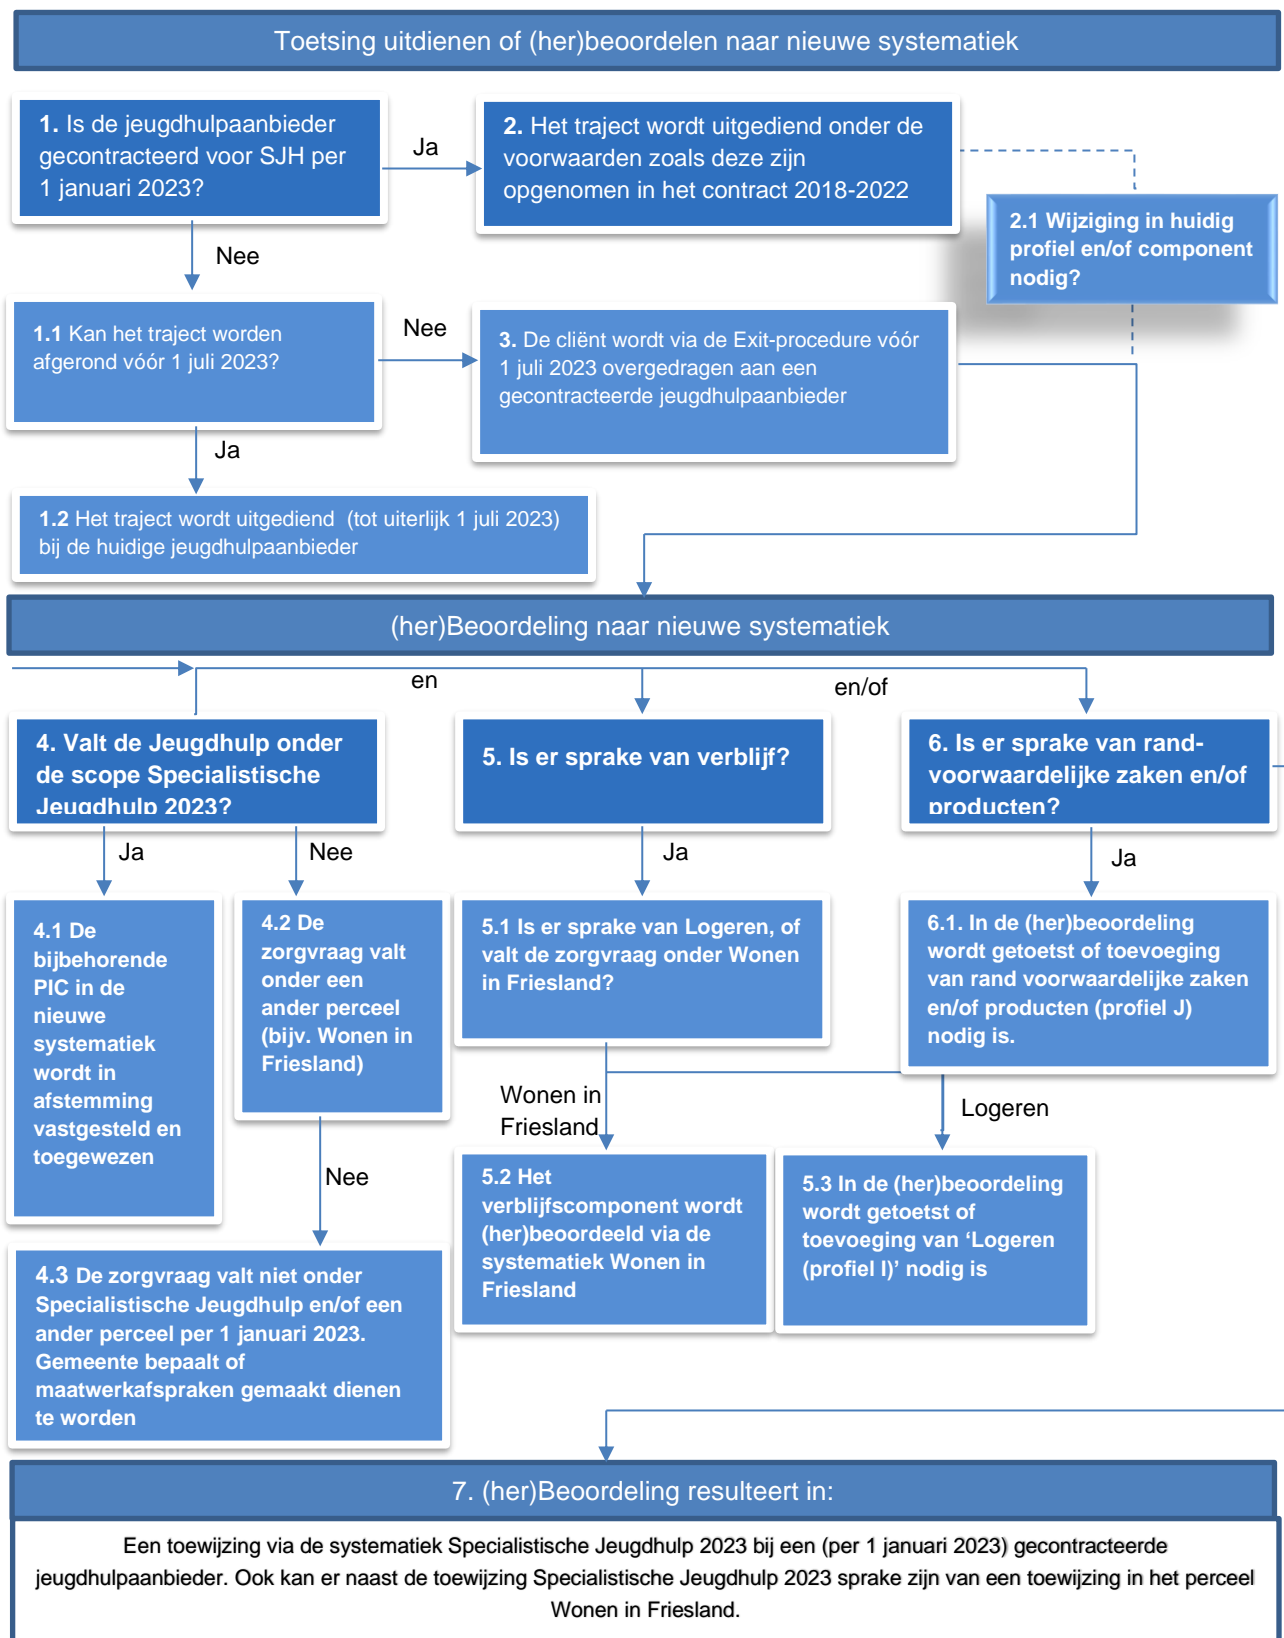 Toetsing uitdienen of (her)beoordelen naar nieuwe systematiek
1. Is de jeugdhulpaanbieder
gecontracteerd voor SJH per
1 januari 2023?
Ja
2. Het traject wordt uitgediend onder de
voorwaarden zoals deze zijn
opgenomen in het contract 2018-2022
2.1 Wijziging in huidig
profiel en/of component
nodig?
Nee
1.1 Kan het traject worden
afgerond vóór 1 juli 2023?
Nee
3. De cliënt wordt via de Exit-procedure vóór
1 juli 2023 overgedragen aan een
gecontracteerde jeugdhulpaanbieder
Ja
1.2 Het traject wordt uitgediend (tot uiterlijk 1 juli 2023)
bij de huidige jeugdhulpaanbieder
(her)Beoordeling naar nieuwe systematiek
en
en/of
4. Valt de Jeugdhulp onder
de scope Specialistische
Jeugdhulp 2023?
5. Is er sprake van verblijf?
6. Is er sprake van rand-
voorwaardelijke zaken en/of
producten?
Ja
Nee
Ja
Ja
4.1 De
bijbehorende
PIC in de
nieuwe
systematiek
wordt in
afstemming
vastgesteld en
toegewezen
4.2 De
zorgvraag valt
onder een
ander perceel
(bijv. Wonen in
Friesland)
5.1 Is er sprake van Logeren, of
valt de zorgvraag onder Wonen
in Friesland?
6.1. In de (her)beoordeling
wordt getoetst of toevoeging
van rand voorwaardelijke zaken
en/of producten (profiel J)
nodig is.
Wonen in
Friesland
Logeren
Nee
5.2 Het
verblijfscomponent wordt
(her)beoordeeld via de
systematiek Wonen in
Friesland
5.3 In de (her)beoordeling
wordt getoetst of
toevoeging van ‘Logeren
(profiel I)’ nodig is
4.3 De zorgvraag valt niet onder
Specialistische Jeugdhulp en/of een
ander perceel per 1 januari 2023.
Gemeente bepaalt of
maatwerkafspraken gemaakt dienen
te worden
7. (her)Beoordeling resulteert in:
Een toewijzing via de systematiek Specialistische Jeugdhulp 2023 bij een (per 1 januari 2023) gecontracteerde
jeugdhulpaanbieder. Ook kan er naast de toewijzing Specialistische Jeugdhulp 2023 sprake zijn van een toewijzing in het perceel
Wonen in Friesland.